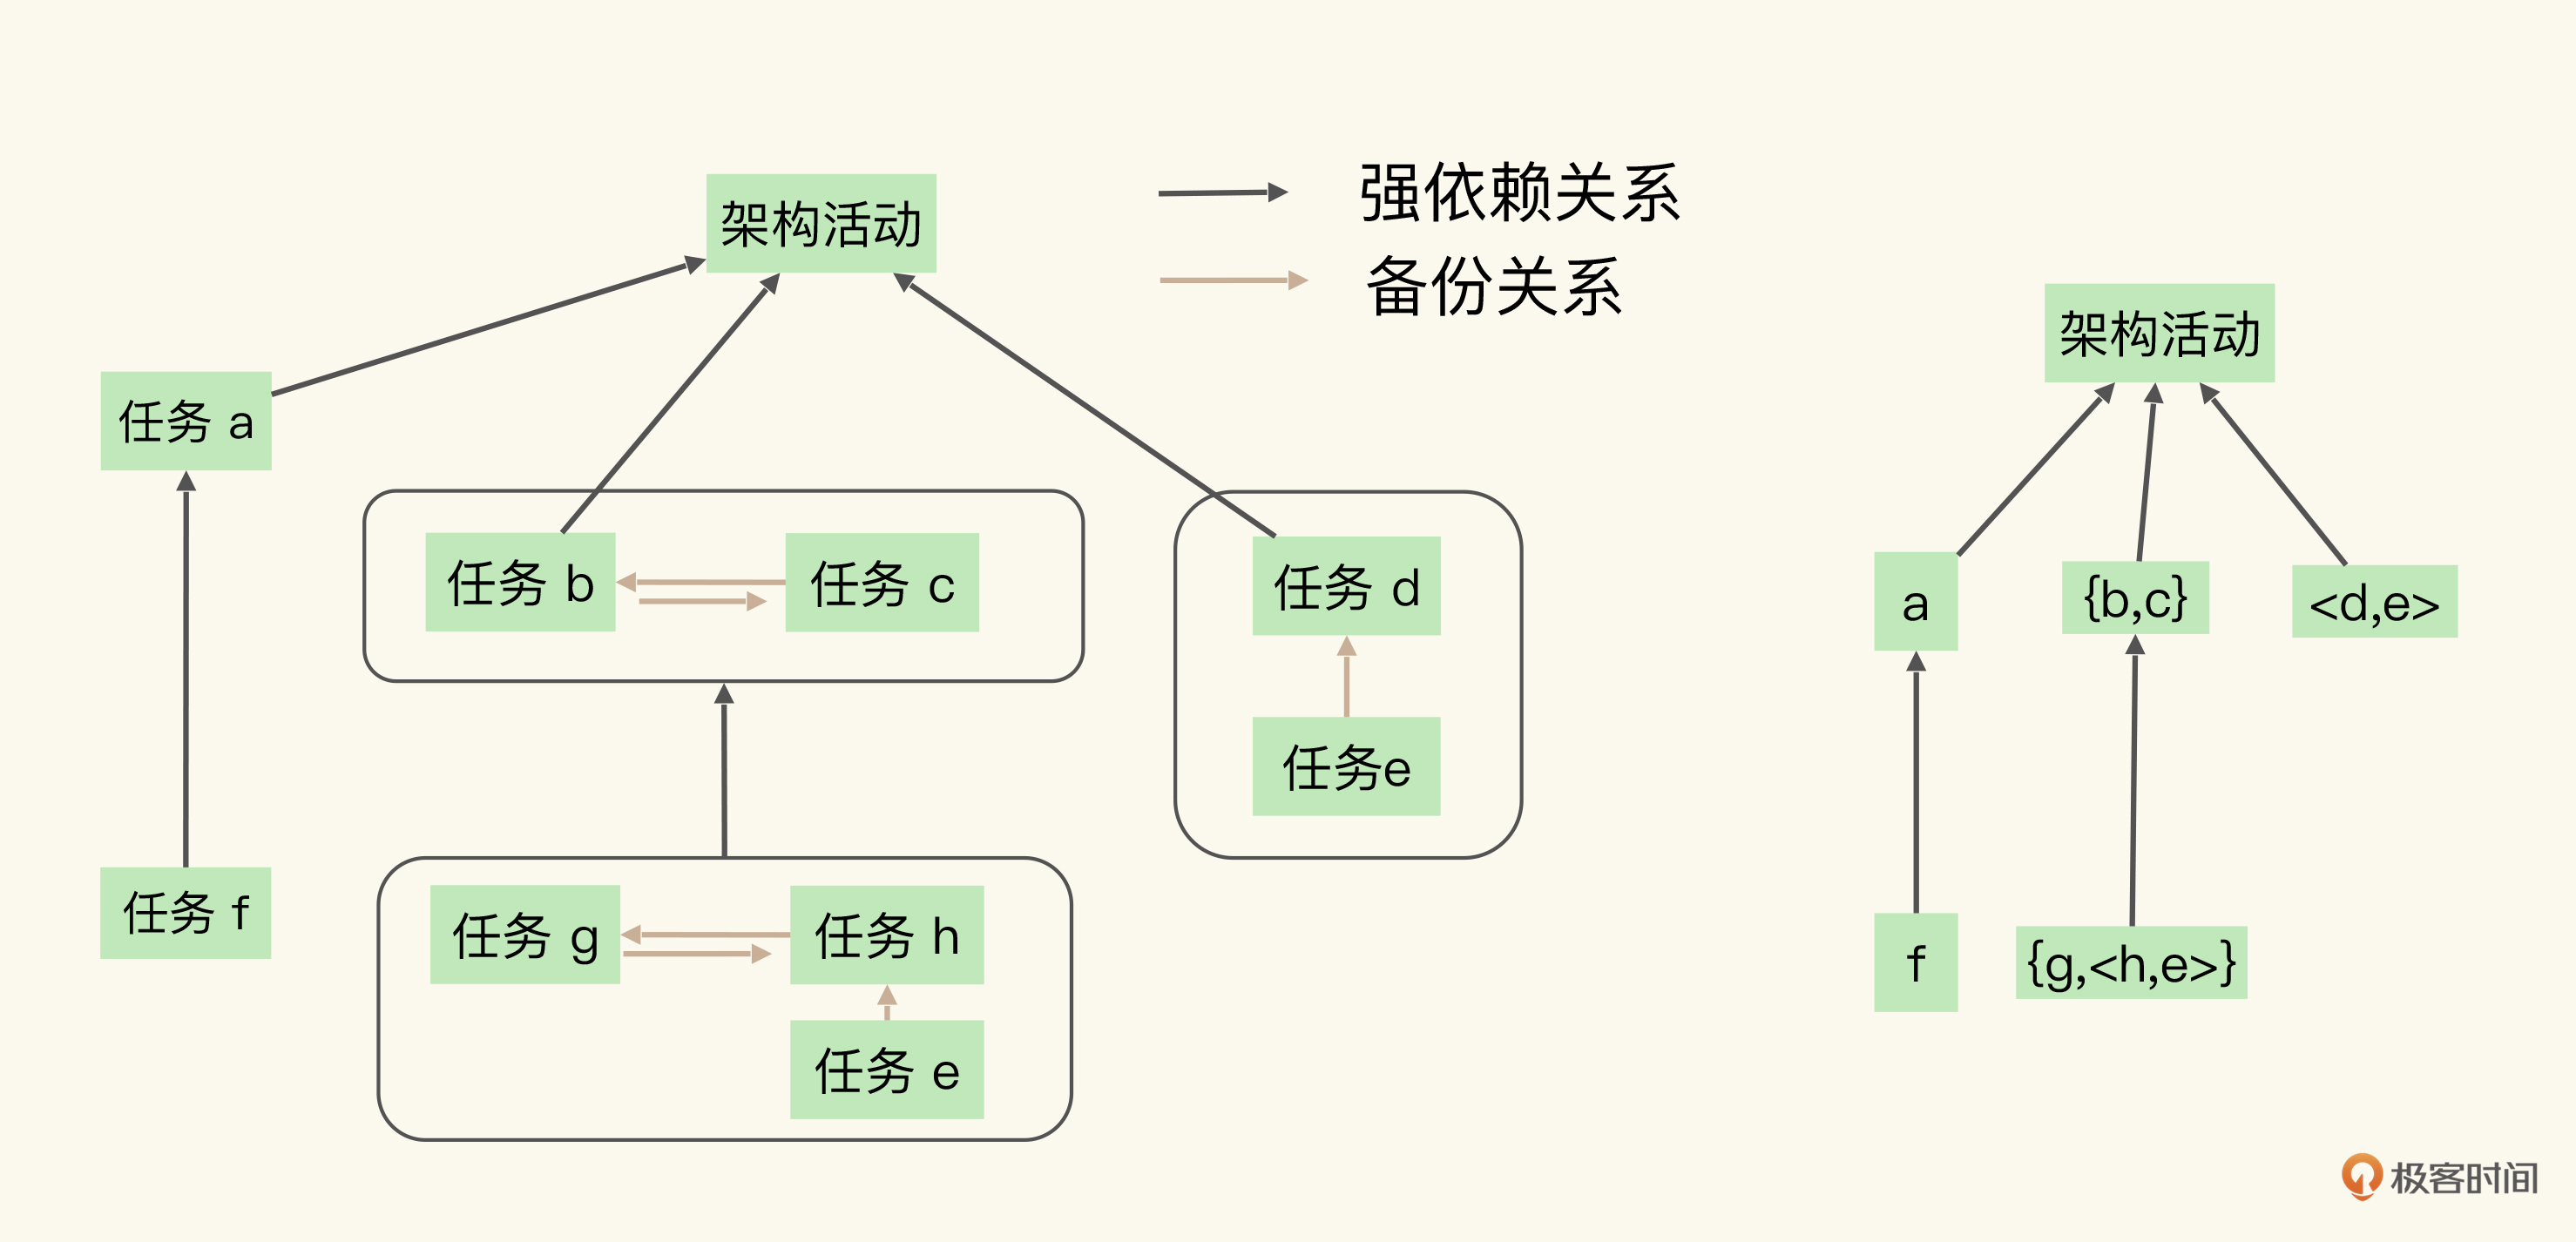 强依赖关系
备份关系
架构活动
任务 a
任务 b
任务 c
任务 d
任务e
任务 f
任务 g
任务 h
任务 e
架构活动
a
{b,c}
<d,e>
f
{g,<h,e>}
极客时间